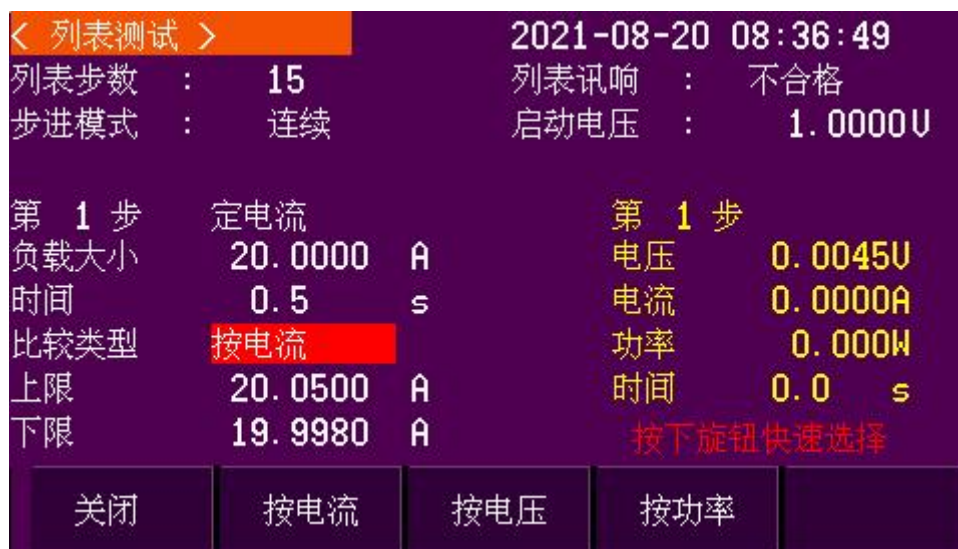 < 列表测试 > 2021-08-20 08:36:49
列表步数 : 15 列表讯响 : 不合格
步进模式 : 连续 启动电压 : 1.0000V
第 1 步 定电流 第 1 步
负载大小 20.0000 A 电压 0.0045V
时间 0.5 s 电流 0.0000A
比较类型 按电流 功率 0.000W
上限 20.0500 A 时间 0.0 s
下限 19.9980 A 按下旋钮快速选择
关闭 按电流 按电压 按功率